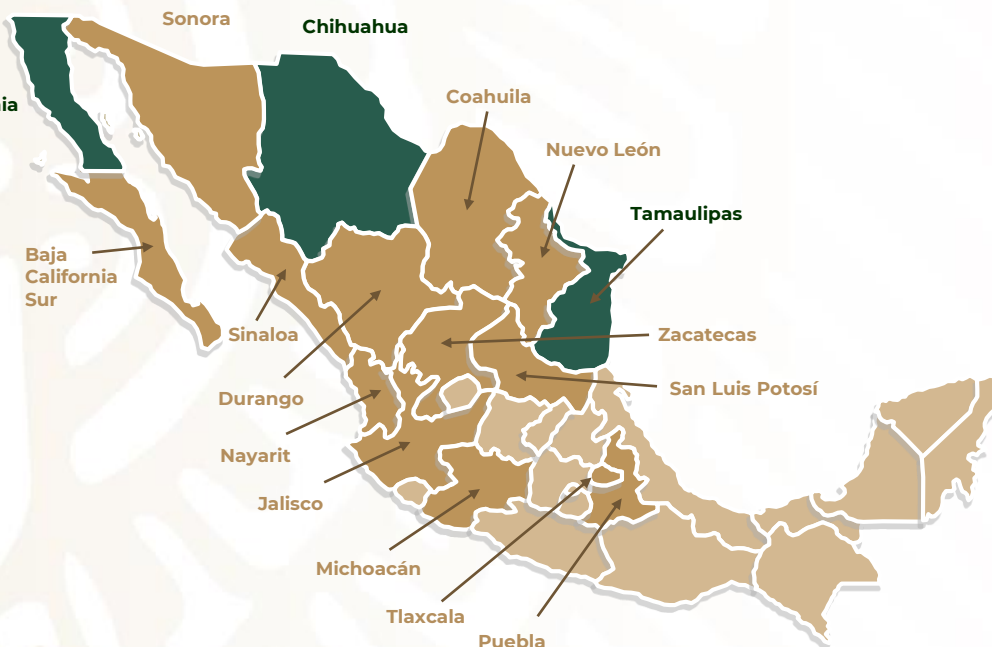 Sonora
Chihuahua
Coahuila
ia
Nuevo León
Tamaulipas
Baja
California
Sur
Sinaloa
Zacatecas
San Luis Potosí
Durango
Nayarit
Jalisco
Michoacán
Tlaxcala
Puebla